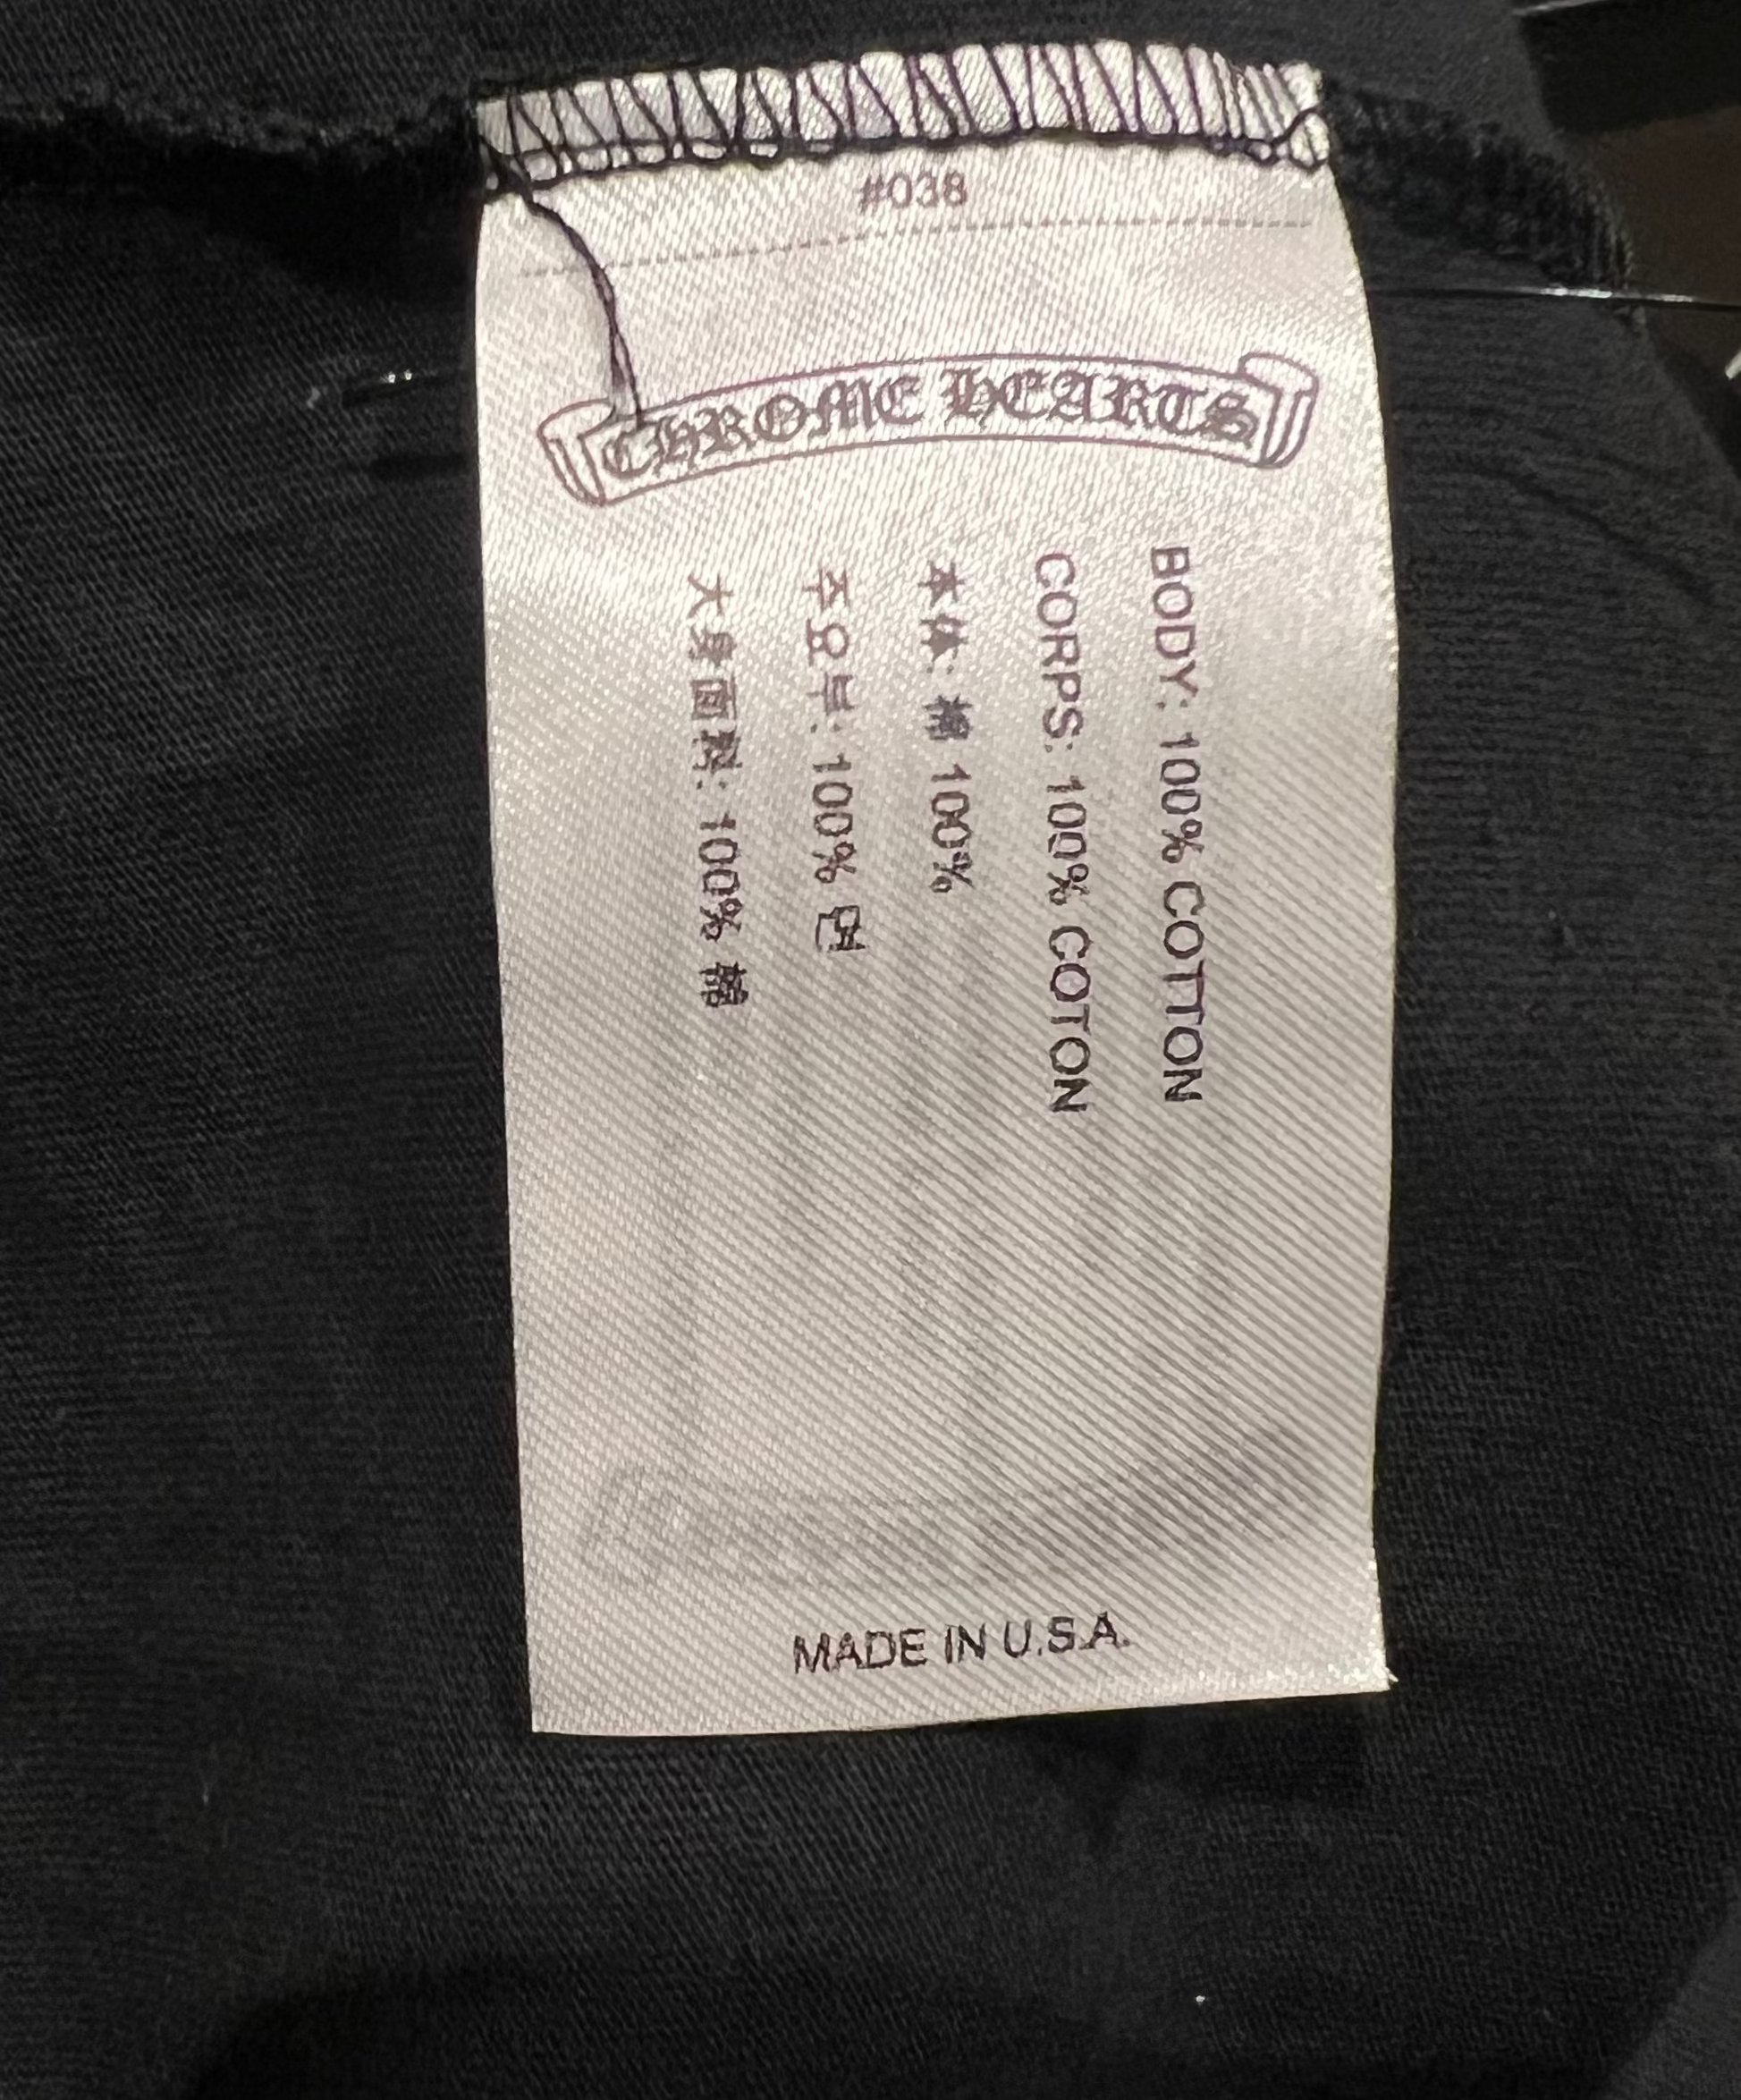 #038
CHROME HEARTS
BODY: 100% COTTON
CORPS: 100% COTON
本体: 綿 100%
주요부: 100% 면
大身面料: 100% 棉
MADE IN U.S.A.